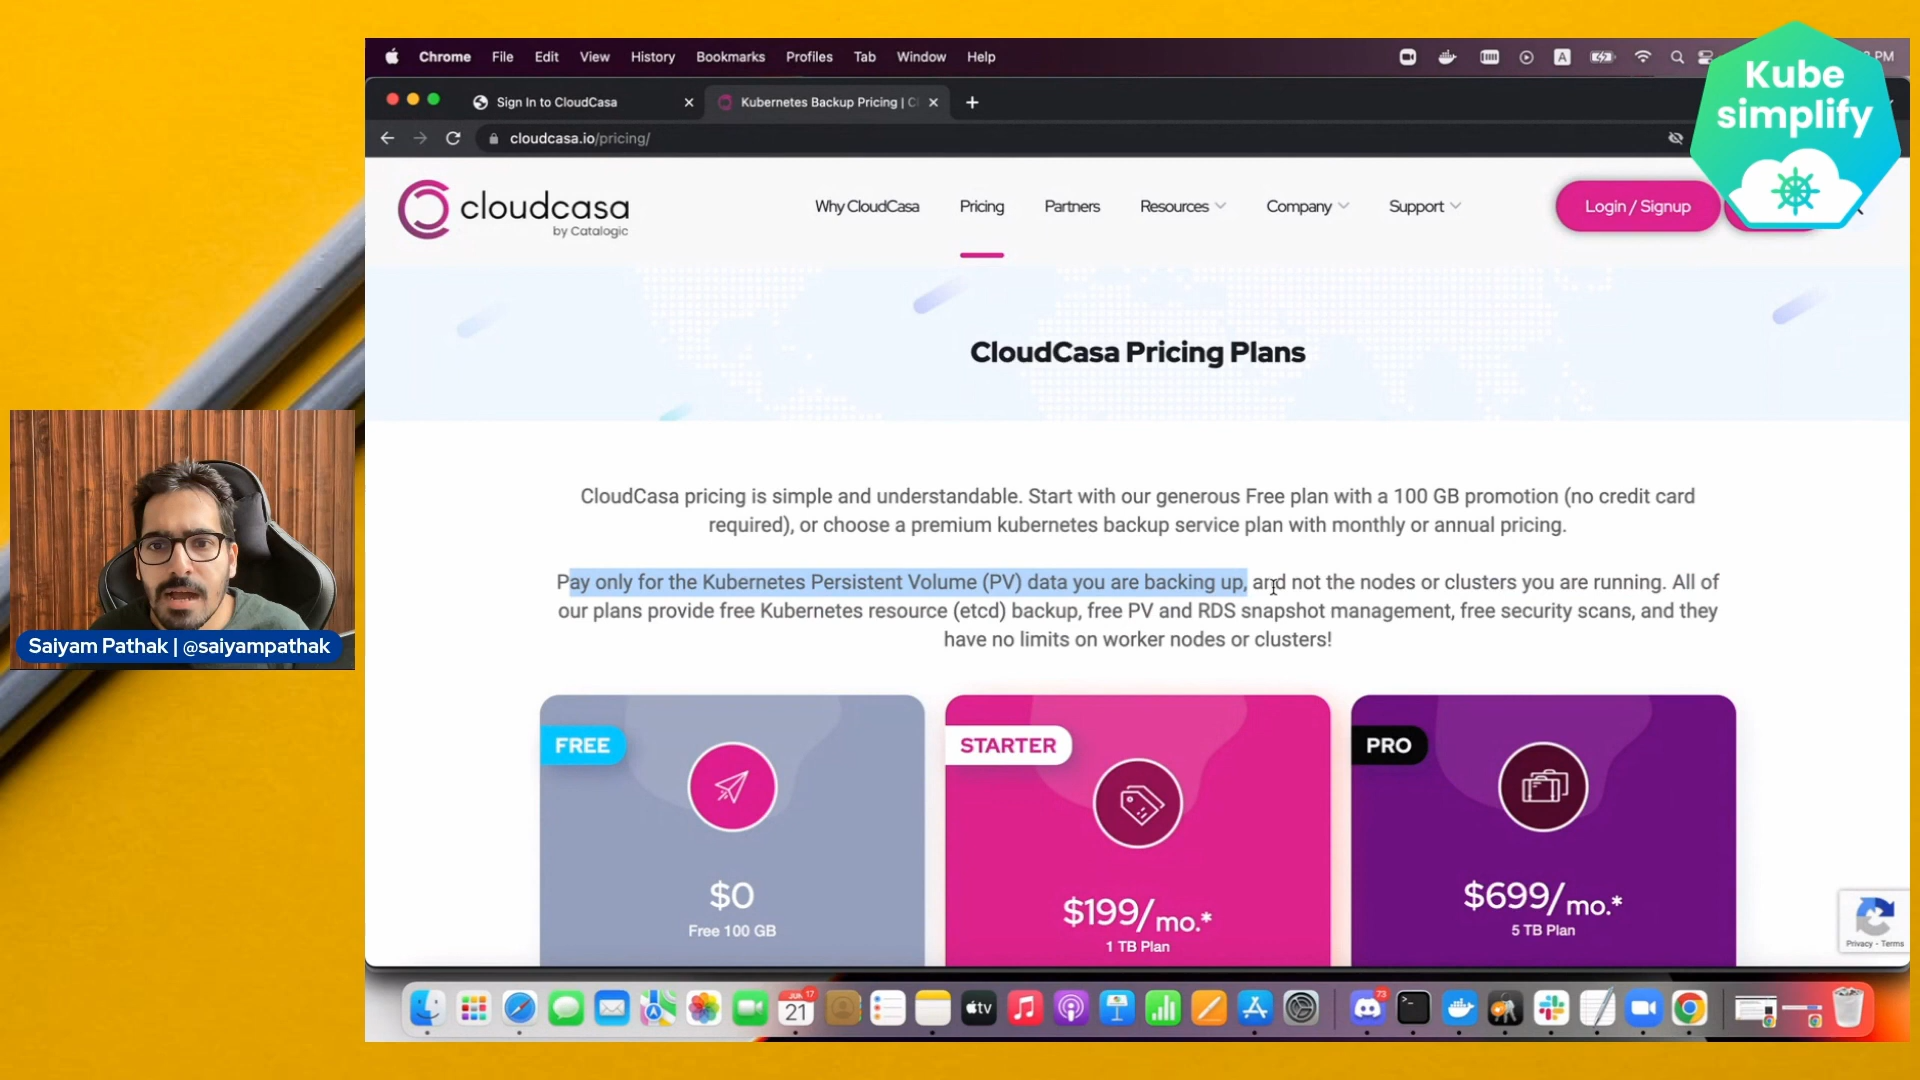 Chrome File Edit View History Bookmarks Profiles Tab Window Help
A
PM
Kube
simplify
Sign In to CloudCasa
Kubernetes Backup Pricing | C
cloudcasa.io/pricing/
cloudcasa
by Catalogic
Why CloudCasa Pricing Partners Resources Company Support
Login / Signup
CloudCasa Pricing Plans
CloudCasa pricing is simple and understandable. Start with our generous Free plan with a 100 GB promotion (no credit card
required), or choose a premium kubernetes backup service plan with monthly or annual pricing.
Pay only for the Kubernetes Persistent Volume (PV) data you are backing up, and not the nodes or clusters you are running. All of
our plans provide free Kubernetes resource (etcd) backup, free PV and RDS snapshot management, free security scans, and they
have no limits on worker nodes or clusters!
Saiyam Pathak | @saiyampathak
FREE
$0
Free 100 GB
STARTER
$199/mo.*
1 TB Plan
PRO
$699/mo.*
5 TB Plan
Privacy - Terms
JUN 17
21
tv
73